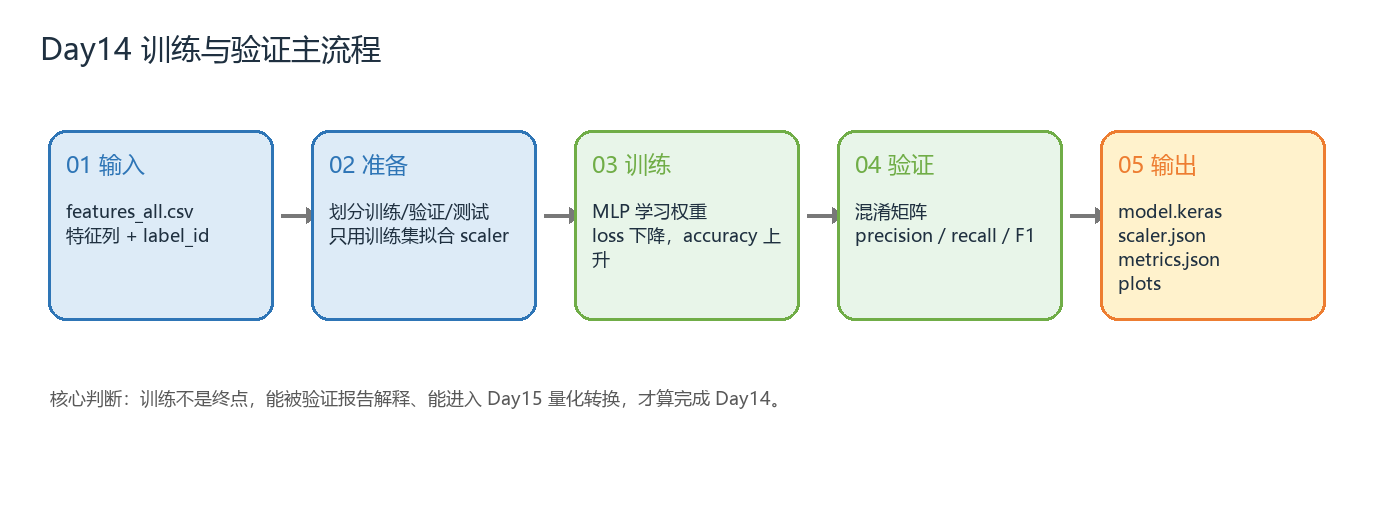 Day14 训练与验证主流程
01 输入
features_all.csv
特征列 + label_id
02 准备
划分训练/验证/测试
只用训练集拟合 scaler
03 训练
MLP 学习权重
loss 下降，accuracy 上
升
04 验证
混淆矩阵
precision / recall / F1
05 输出
model.keras
scaler.json
metrics.json
plots
核心判断：训练不是终点，能被验证报告解释、能进入 Day15 量化转换，才算完成 Day14。